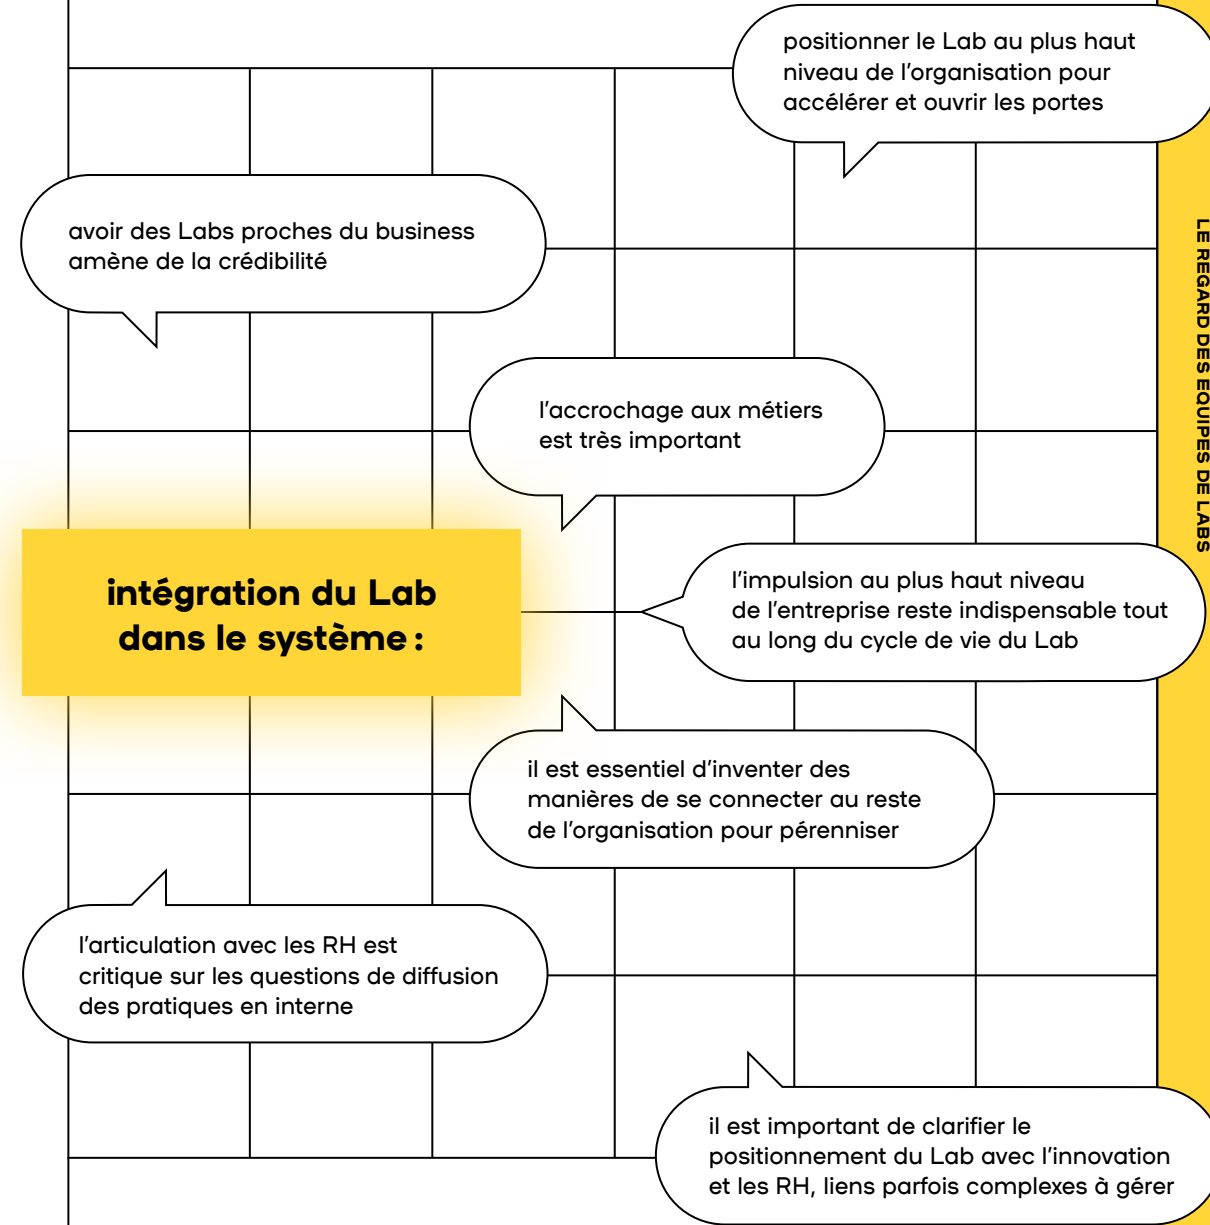 positionner le Lab au plus haut
niveau de l'organisation pour
accélérer et ouvrir les portes
avoir des Labs proches du business
amène de la crédibilité
l'accrochage aux métiers
est très important
intégration du Lab
dans le système :
l'impulsion au plus haut niveau
de l'entreprise reste indispensable tout
au long du cycle de vie du Lab
il est essentiel d'inventer des
manières de se connecter au reste
de l'organisation pour pérenniser
l'articulation avec les RH est
critique sur les questions de diffusion
des pratiques en interne
il est important de clarifier le
positionnement du Lab avec l'innovation
et les RH, liens parfois complexes à gérer
LE REGARD DES EQUIPES DE LABS